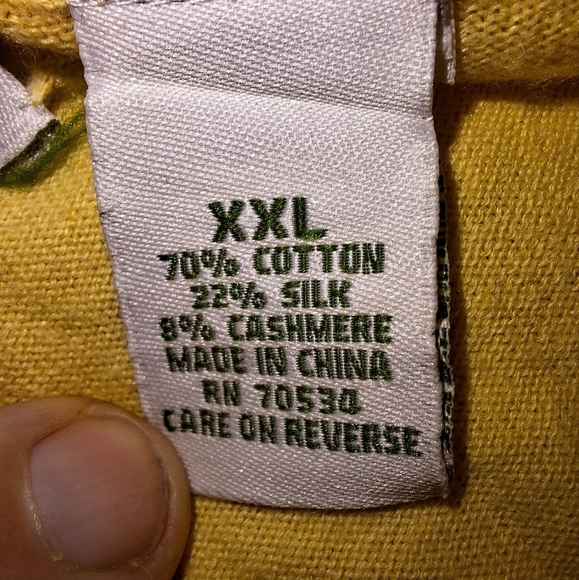 XXL
70% COTTON
22% SILK
8% CASHMERE
MADE IN CHINA
RN 70534
CARE ON REVERSE